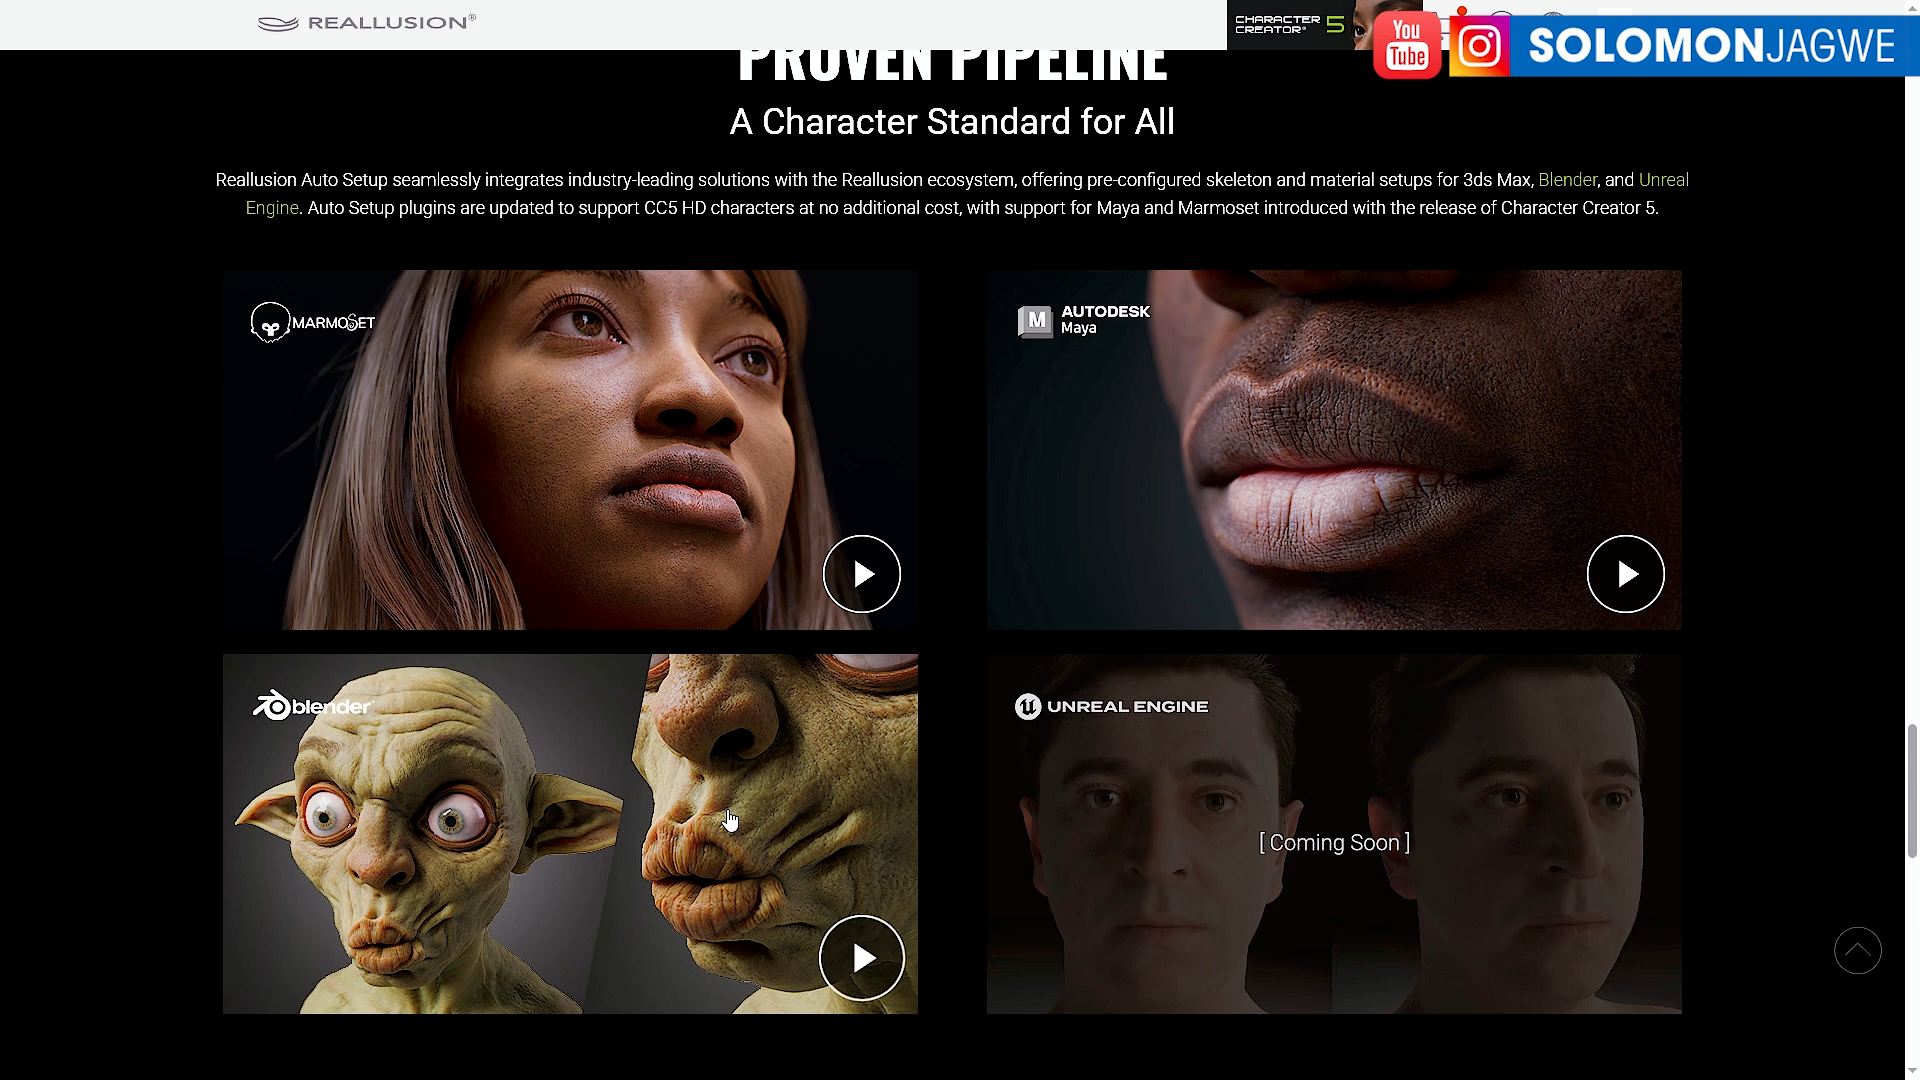 REALLUSION®
CHARACTER
CREATOR® 5
You
Tube
SOLOMONJAGWE
PROVEN PIPELINE
A Character Standard for All
Reallusion Auto Setup seamlessly integrates industry-leading solutions with the Reallusion ecosystem, offering pre-configured skeleton and material setups for 3ds Max, Blender, and Unreal
Engine. Auto Setup plugins are updated to support CC5 HD characters at no additional cost, with support for Maya and Marmoset introduced with the release of Character Creator 5.
MARMOSET
M AUTODESK
Maya
blender
UNREAL ENGINE
[ Coming Soon ]